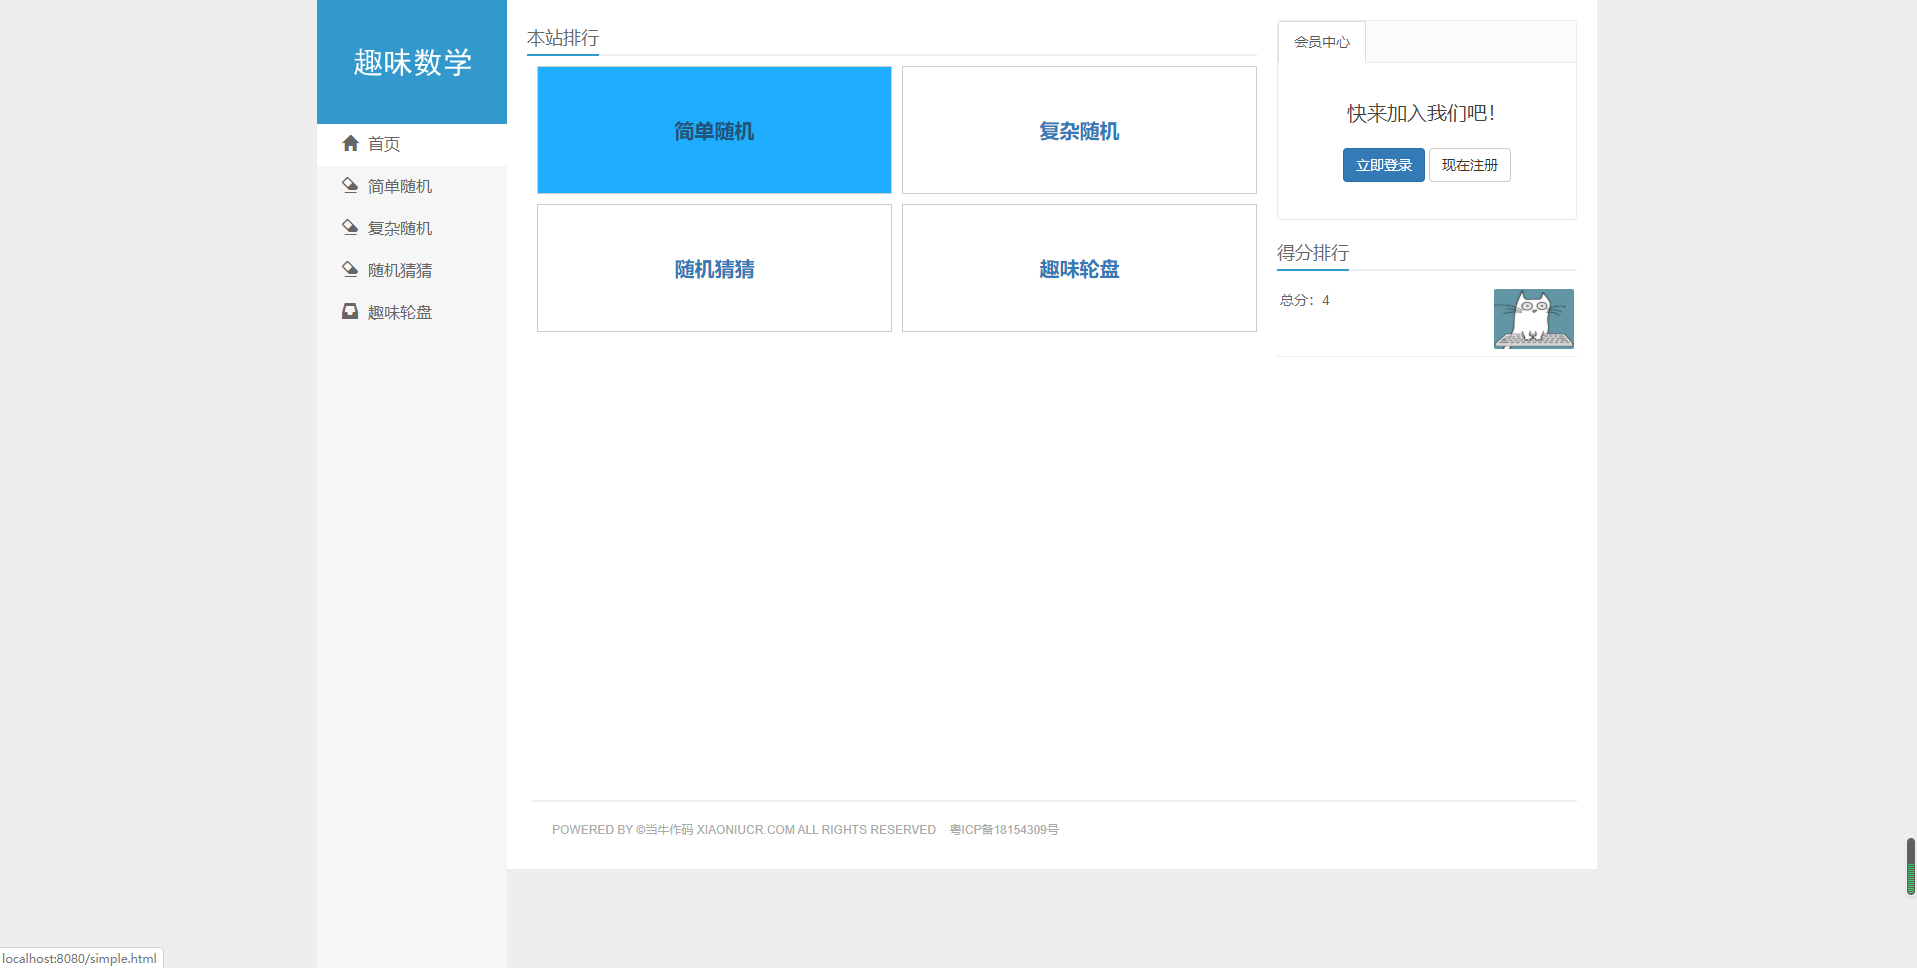 趣味数学
首页
简单随机
复杂随机
随机猜猜
趣味轮盘
本站排行
简单随机
复杂随机
随机猜猜
趣味轮盘
会员中心
快来加入我们吧！
立即登录 现在注册
得分排行
总分：4
POWERED BY ©当牛作码 XIAONIUCR.COM ALL RIGHTS RESERVED 粤ICP备18154309号
localhost:8080/simple.html